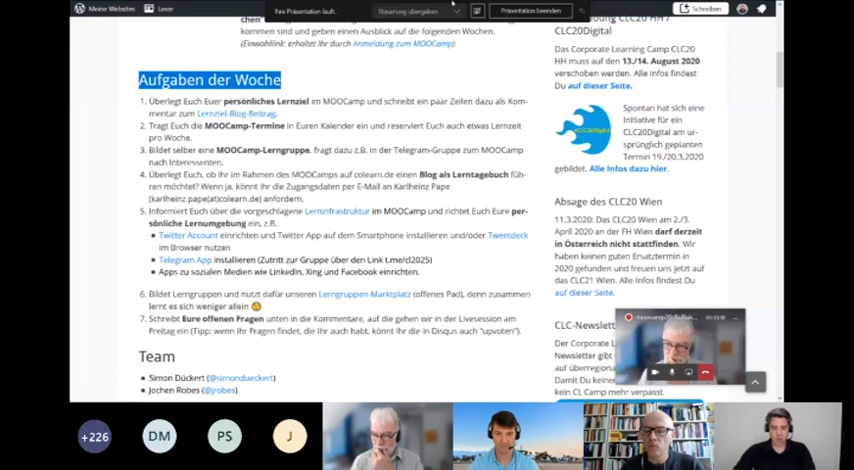 Meine Websites
Leser
Ihre Präsentation läuft...
Steuerung übergeben
Präsentation beenden
Schreiben
kommen sind und geben einen Ausblick auf die folgenden Wochen.
(Einwahllink: erhaltet Ihr durch Anmeldung zum MOOCamp)
Aufgaben der Woche
1. Überlegt Euch Euer persönliches Lernziel im MOOCamp und schreibt ein paar Zeilen dazu als Kom-
mentar zum Lernziel-Blog-Beitrag.
2. Tragt Euch die MOOCamp-Termine in Euren Kalender ein und reserviert Euch auch etwas Lernzeit
pro Woche.
3. Bildet selber eine MOOCamp-Lerngruppe, fragt dazu z.B. in der Telegram-Gruppe zum MOOCamp
nach Interessenten.
4. Überlegt Euch, ob ihr im Rahmen des MOOCamps auf colearn.de einen Blog als Lerntagebuch füh-
ren möchtet? Wenn ja, könnt Ihr die Zugangsdaten per E-Mail an Karlheinz Pape
(karlheinz.pape(at)colearn.de) anfordern.
5. Informiert Euch über die vorgeschlagene Lerninfrastruktur im MOOCamp und richtet Euch Eure per-
sönliche Lernumgebung ein, z.B.
▪ Twitter Account einrichten und Twitter App auf dem Smartphone installieren und/oder Tweetdeck
im Browser nutzen
▪ Telegram App installieren (Zutritt zur Gruppe über den Link t.me/cl2025)
▪ Apps zu sozialen Medien wie LinkedIn, Xing und Facebook einrichten.
6. Bildet Lerngruppen und nutzt dafür unseren Lerngruppen-Marktplatz (offenes Pad), denn zusammen
lernt es sich weniger allein
7. Schreibt Eure offenen Fragen unten in die Kommentare, auf die gehen wir in der Livesession am
Freitag ein (Tipp: wenn Ihr Fragen findet, die Ihr auch habt, könnt Ihr die in Disqus auch "upvoten").
Team
▪ Simon Dückert (@simondueckert)
▪ Jochen Robes (@jrobes)
CLC20 HH /
CLC20Digital
Das Corporate Learning Camp CLC20
HH muss auf den 13./14. August 2020
verschoben werden. Alle Infos findest
Du auf dieser Seite.
#CLC20Digital
Spontan hat sich eine
Initiative für ein
CLC20Digital am ur-
sprünglich geplanten
Termin 19./20.3.2020
gebildet. Alle Infos dazu hier.
Absage des CLC20 Wien
11.3.2020: Das CLC20 Wien am 2./3.
April 2020 an der FH Wien darf derzeit
in Österreich nicht stattfinden. Wir
haben keinen guten Ersatztermin in
2020 gefunden und freuen uns jetzt auf
das CLC21 Wien. Alle Infos findest Du
auf dieser Seite.
CLC-Newsle
Der Corporate
Newsletter gibt
auf überregiona
Damit Du keiner
kein CL Camp mehr verpasst.
+226
DM
PS
J